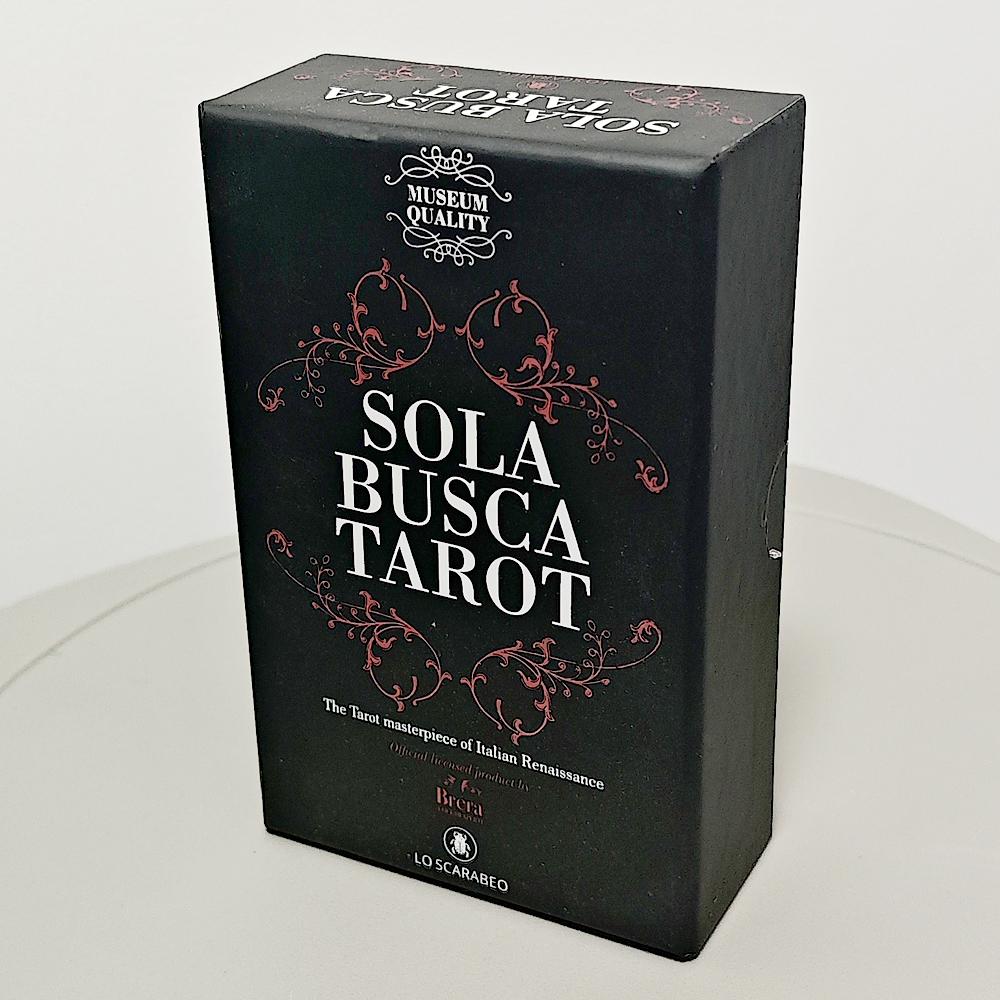 SOLA BUSCA
TAROT
MUSEUM
QUALITY
SOLA
BUSCA
TAROT
The Tarot masterpiece of Italian Renaissance
Official licensed product by
Brera
LO SCARABEO